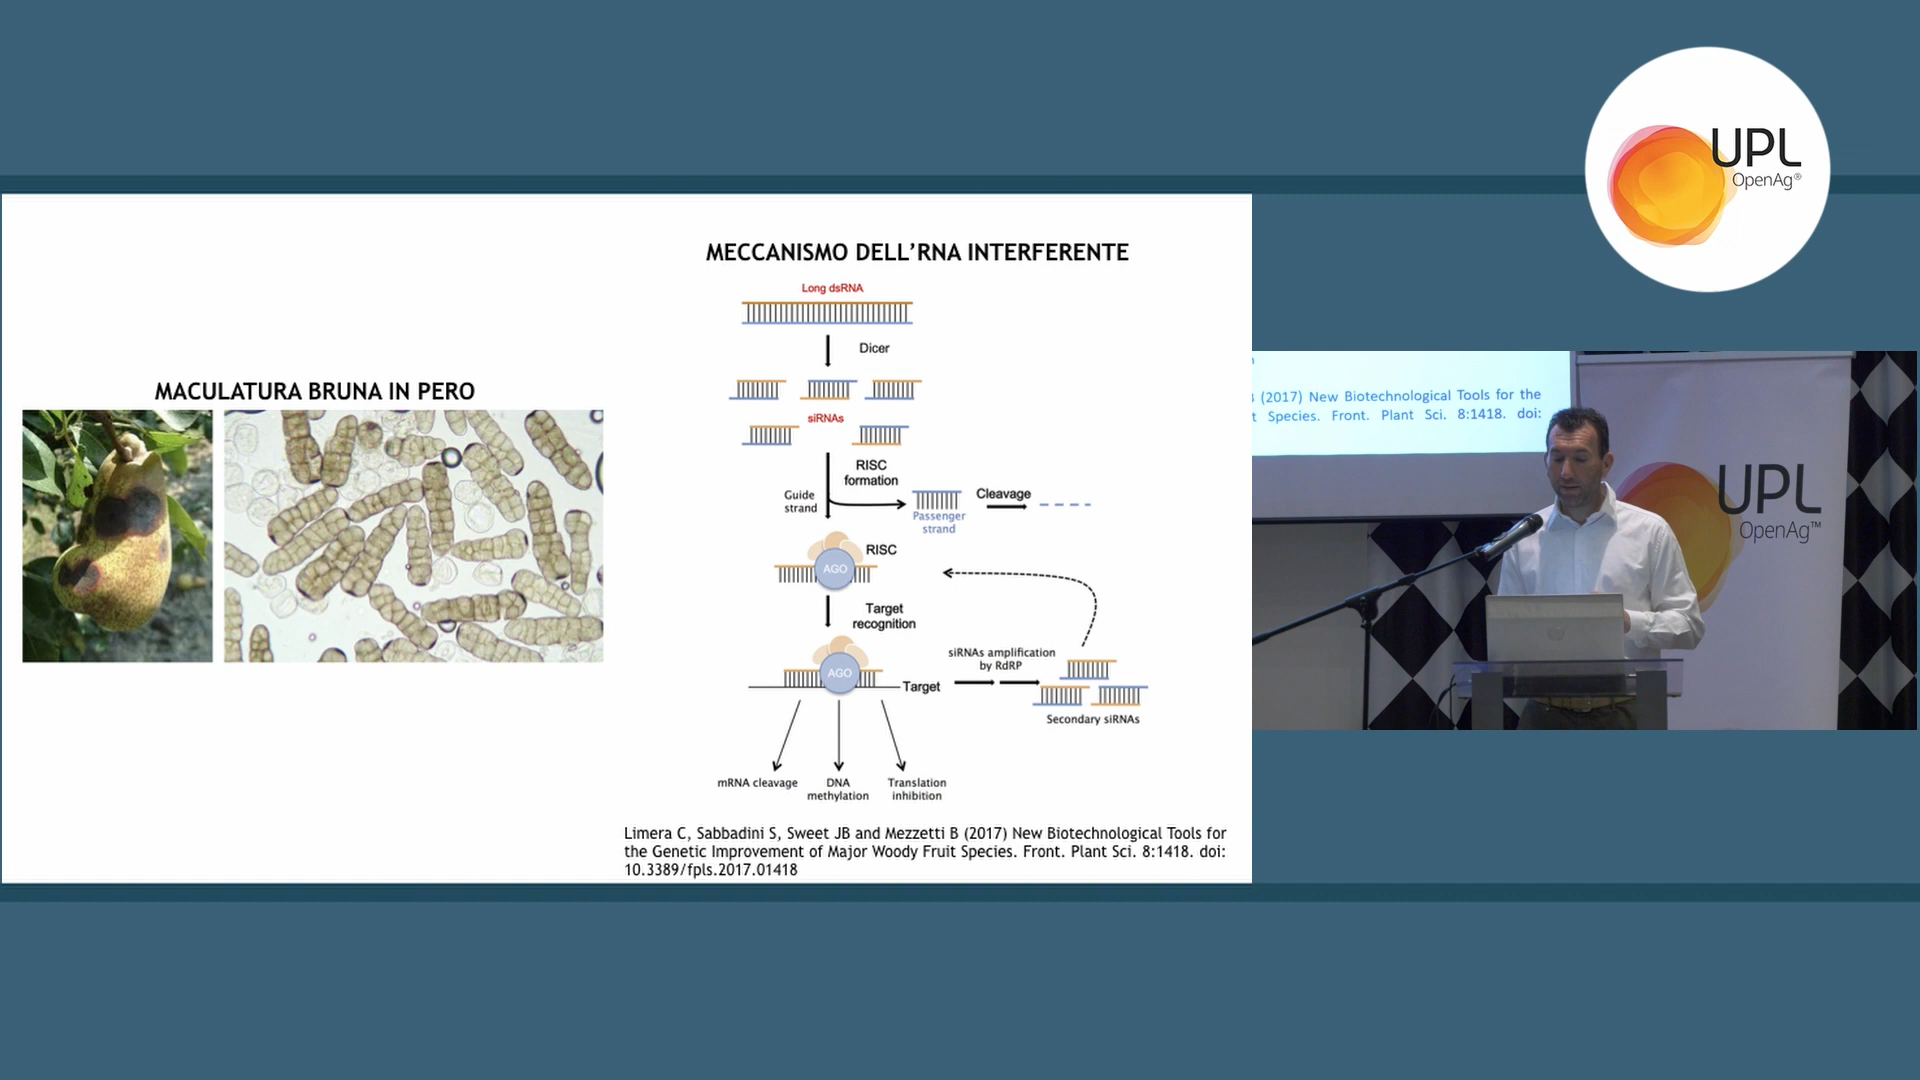 UPL
OpenAg®
MECCANISMO DELL’RNA INTERFERENTE
Long dsRNA
Dicer
siRNAs
RISC
formation
Guide
strand
Passenger
strand
Cleavage
AGO
RISC
Target
recognition
AGO
Target
siRNAs amplification
by RdRP
Secondary siRNAs
mRNA cleavage
DNA
methylation
Translation
inhibition
Limera C, Sabbadini S, Sweet JB and Mezzetti B (2017) New Biotechnological Tools for
the Genetic Improvement of Major Woody Fruit Species. Front. Plant Sci. 8:1418. doi:
10.3389/fpls.2017.01418
MACULATURA BRUNA IN PERO
(2017) New Biotechnological Tools for the
t Species. Front. Plant Sci. 8:1418. doi:
UPL
OpenAg™